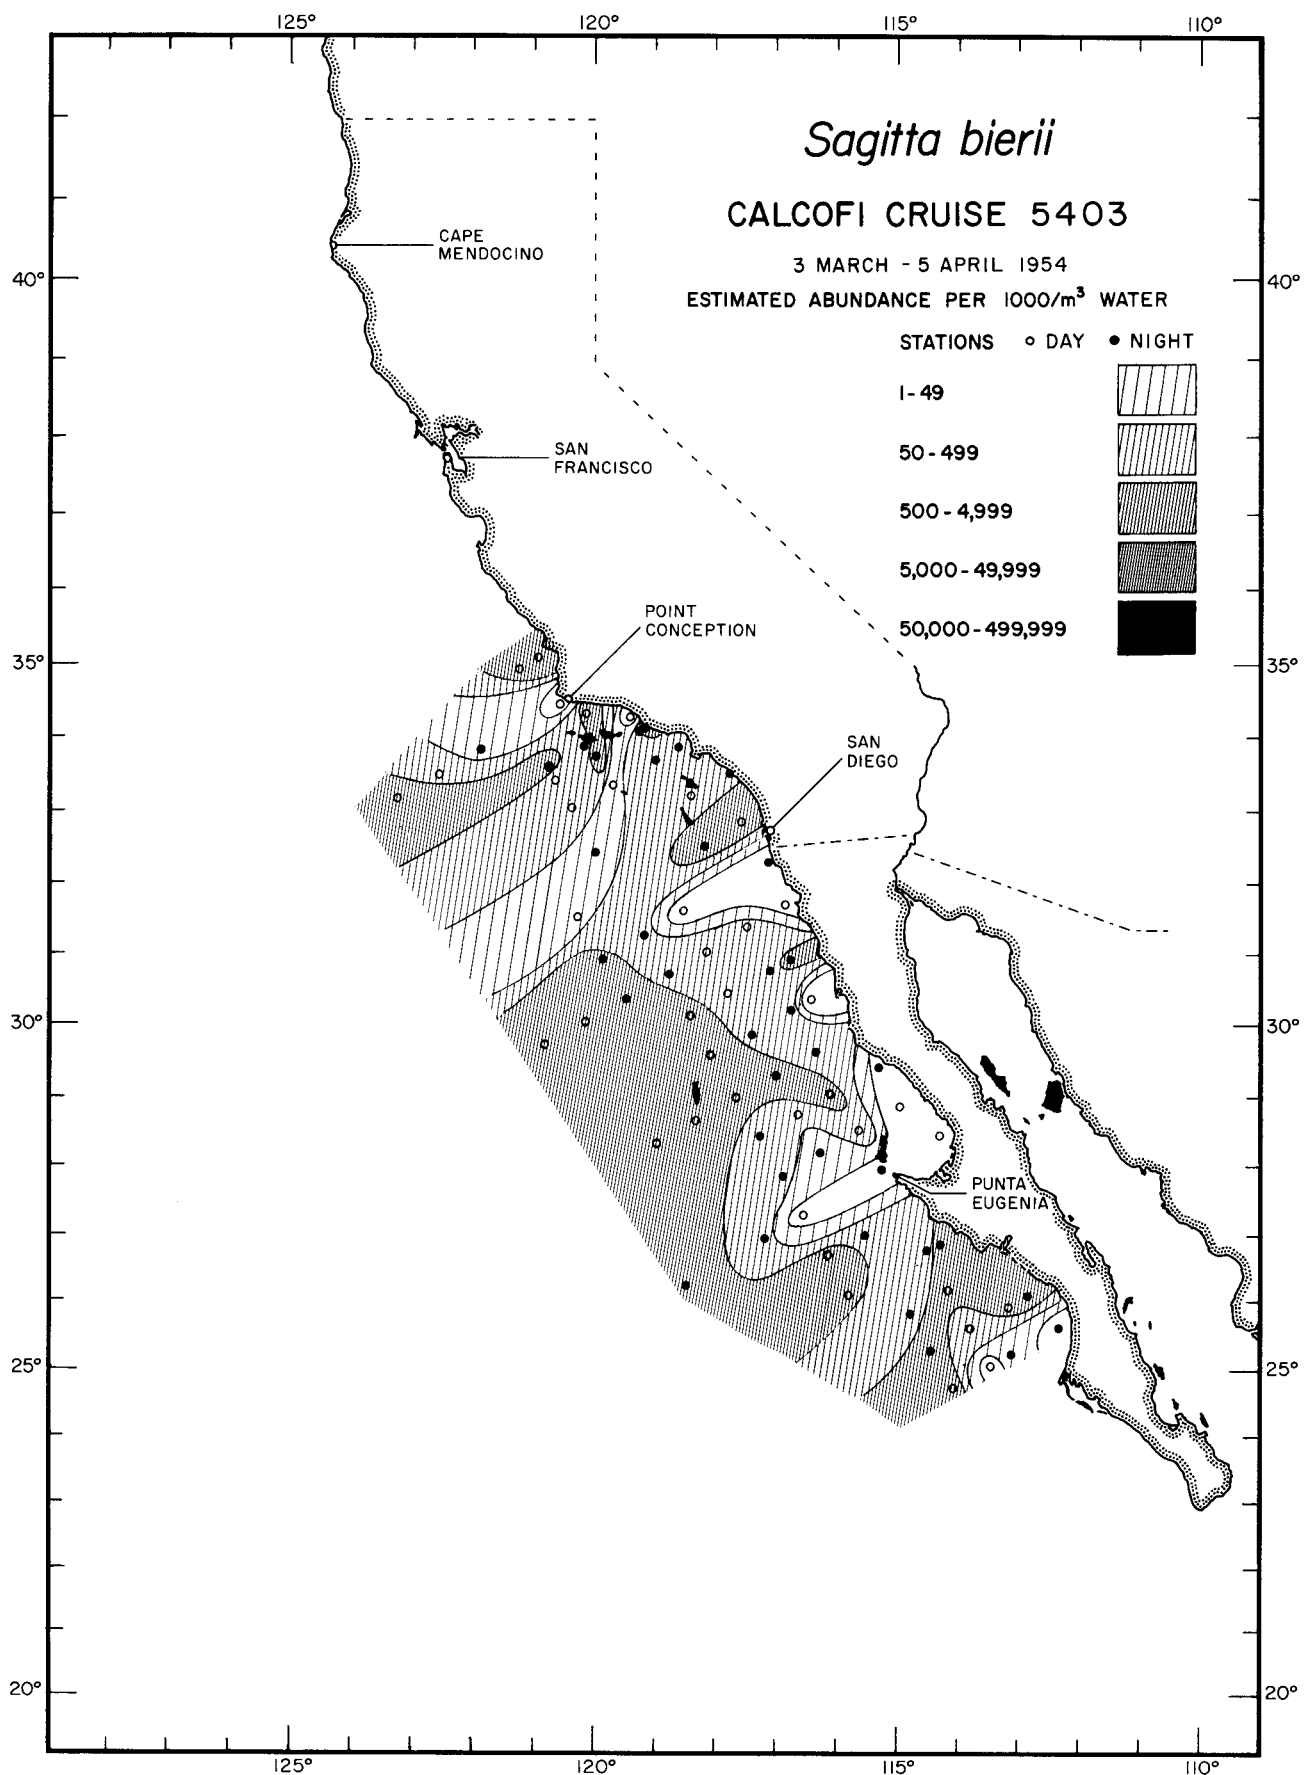 125° 120° 115° 110°
Sagitta bierii
CALCOFI CRUISE 5403
3 MARCH - 5 APRIL 1954
ESTIMATED ABUNDANCE PER 1000/m³ WATER
STATIONS DAY NIGHT
1-49
50-499
500-4,999
5,000-49,999
50,000-499,999
CAPE
MENDOCINO
40° 40°
SAN
FRANCISCO
POINT
CONCEPTION
35° 35°
SAN
DIEGO
30° 30°
PUNTA
EUGENIA
25° 25°
20° 20°
125° 120° 115° 110°